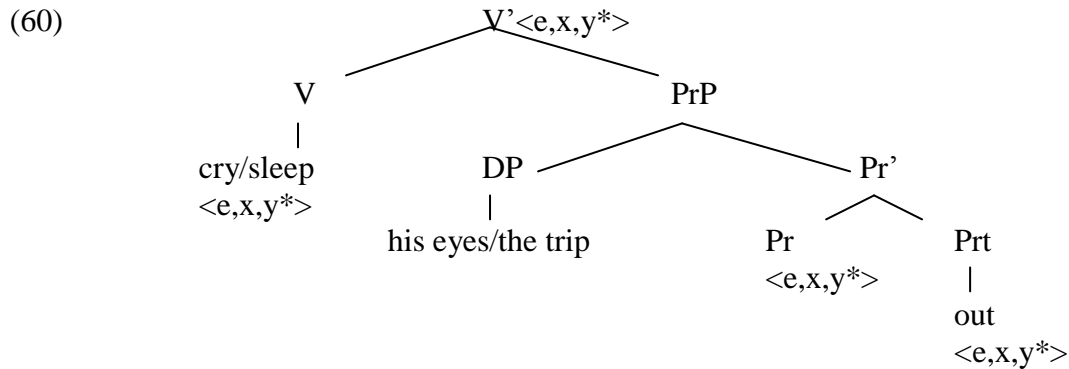 (60) V’<e,x,y*>
V PrP
cry/sleep DP Pr’
<e,x,y*>
his eyes/the trip Pr Prt
<e,x,y*>
out
<e,x,y*>